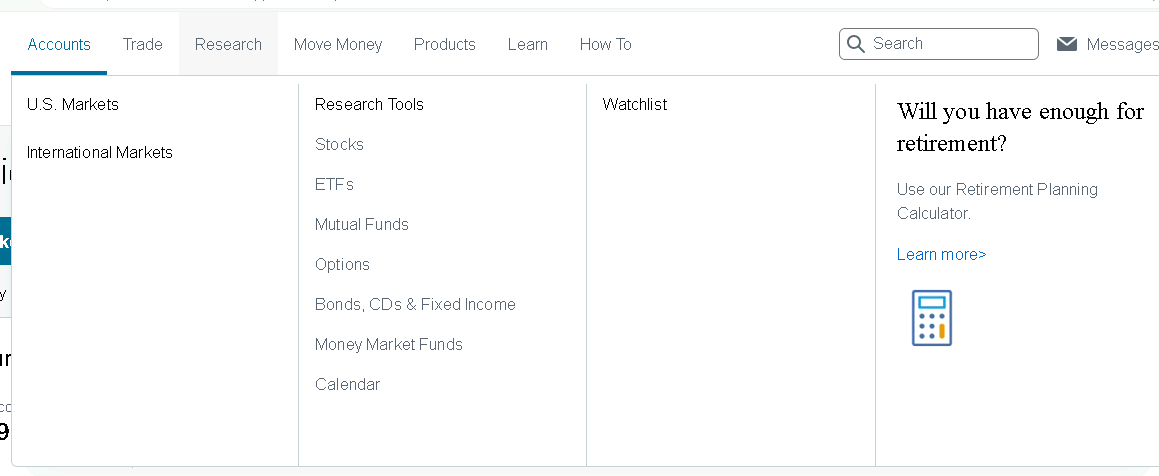 Accounts
Trade
Research
Move Money
Products
Learn
How To
Search
Messages
U.S. Markets
International Markets
Research Tools
Stocks
ETFs
Mutual Funds
Options
Bonds, CDs & Fixed Income
Money Market Funds
Calendar
Watchlist
Will you have enough for
retirement?
Use our Retirement Planning
Calculator.
Learn more>